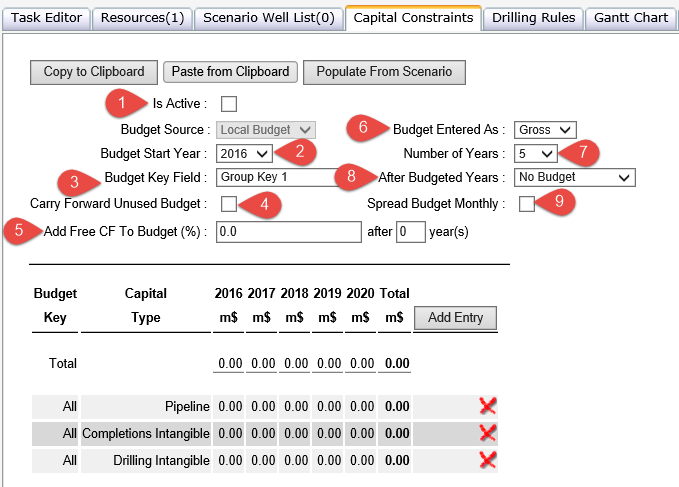 Task Editor Resources(1) Scenario Well List(0) Capital Constraints Drilling Rules Gantt Chart
Copy to Clipboard Paste from Clipboard Populate From Scenario
1 Is Active :
Budget Source : Local Budget 6 Budget Entered As : Gross
Budget Start Year : 2016 2 Number of Years : 5 7
3 Budget Key Field : Group Key 1 8 After Budgeted Years : No Budget
Carry Forward Unused Budget : 4 Spread Budget Monthly : 9
5 Add Free CF To Budget (%) : 0.0 after 0 year(s)
Budget Capital 2016 2017 2018 2019 2020 Total
Key Type m$ m$ m$ m$ m$ m$ Add Entry
Total 0.00 0.00 0.00 0.00 0.00 0.00
All Pipeline 0.00 0.00 0.00 0.00 0.00 0.00
All Completions Intangible 0.00 0.00 0.00 0.00 0.00 0.00
All Drilling Intangible 0.00 0.00 0.00 0.00 0.00 0.00